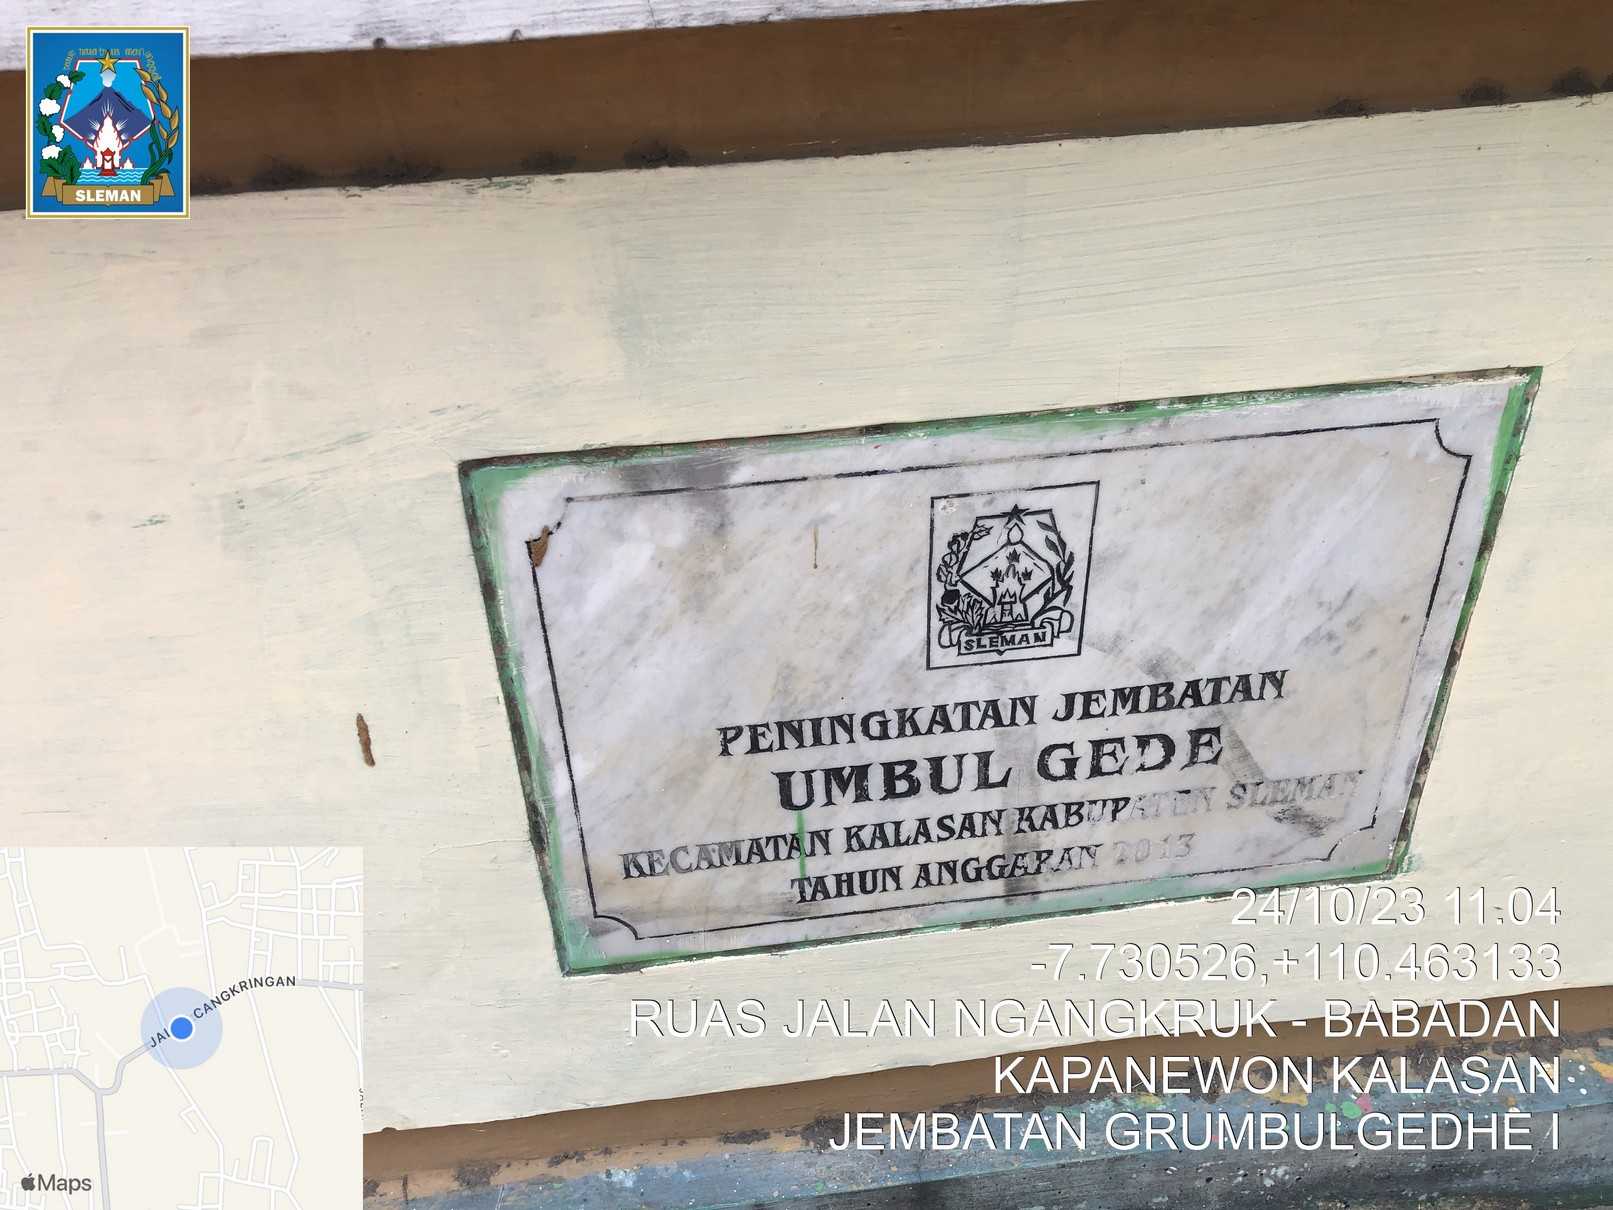 SLEMAN
SLEMAN
PENINGKATAN JEMBATAN
UMBUL GEDE
KECAMATAN KALASAN KABUPATEN SLEMAN
TAHUN ANGGARAN 2013
24/10/23 11:04
-7.730526,+110.463133
RUAS JALAN NGANGKRUK - BABADAN
KAPANEWON KALASAN
JEMBATAN GRUMBULGEDHE I
CANGKRINGAN
Maps